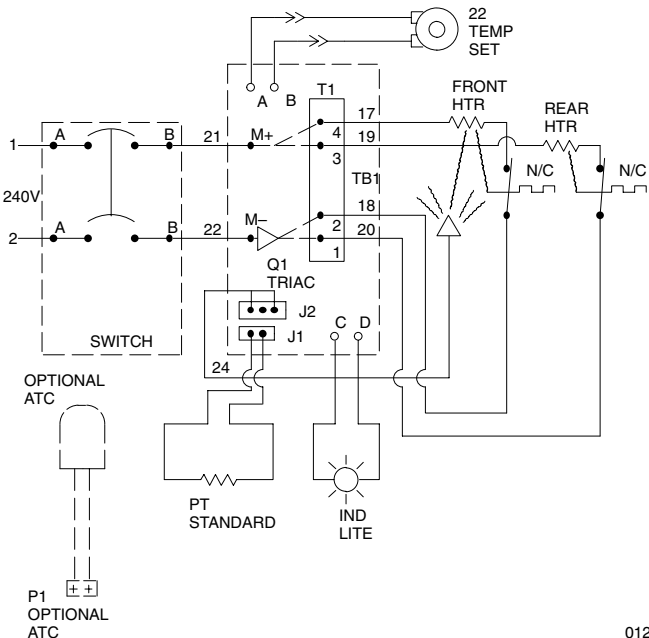 22
TEMP
SET
A B
T1
FRONT
HTR
REAR
HTR
17
4
19
3
1 A B 21 M+
N/C
N/C
TB1
240V
18
2
20
1
2 A B 22 M–
Q1
TRIAC
J2
J1
C D
SWITCH
24
OPTIONAL
ATC
PT
STANDARD
IND
LITE
+ +
P1
OPTIONAL
ATC
012